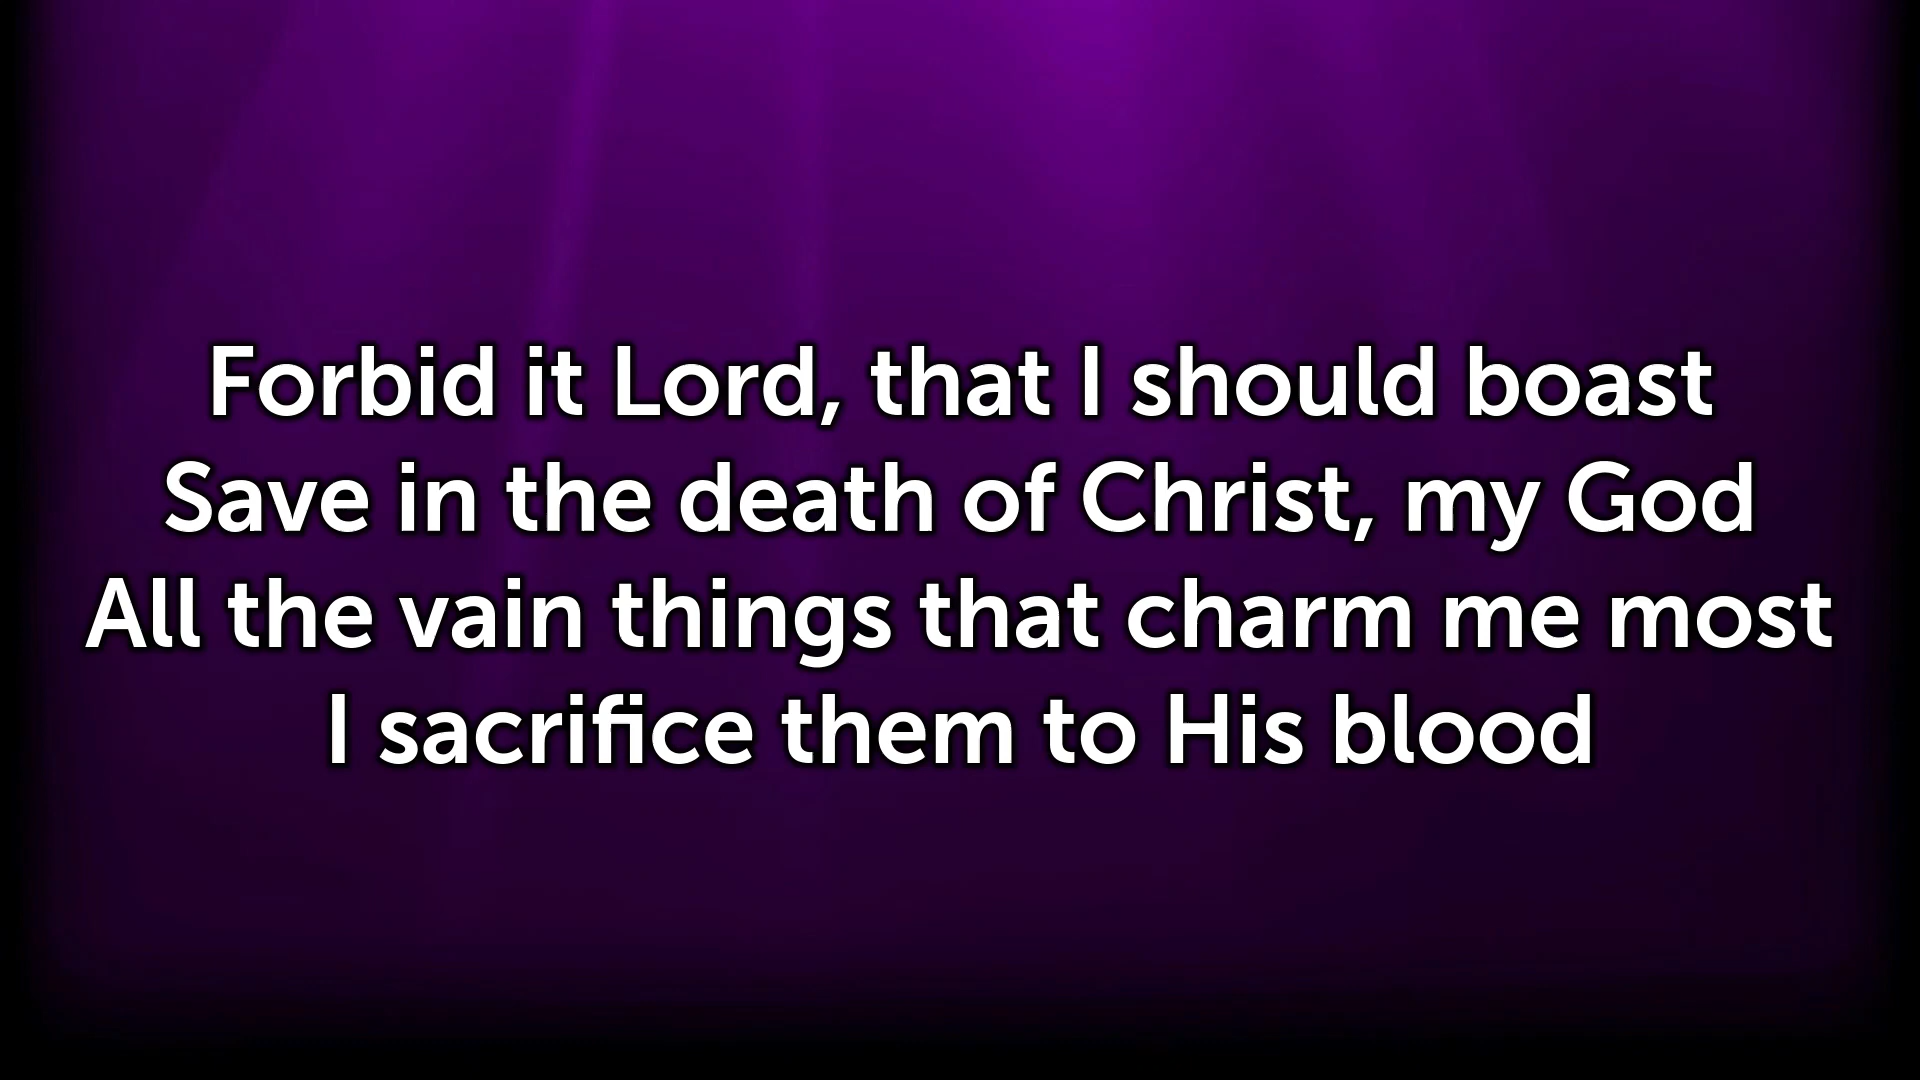 Forbid it Lord, that I should boast
Save in the death of Christ, my God
All the vain things that charm me most
I sacrifice them to His blood